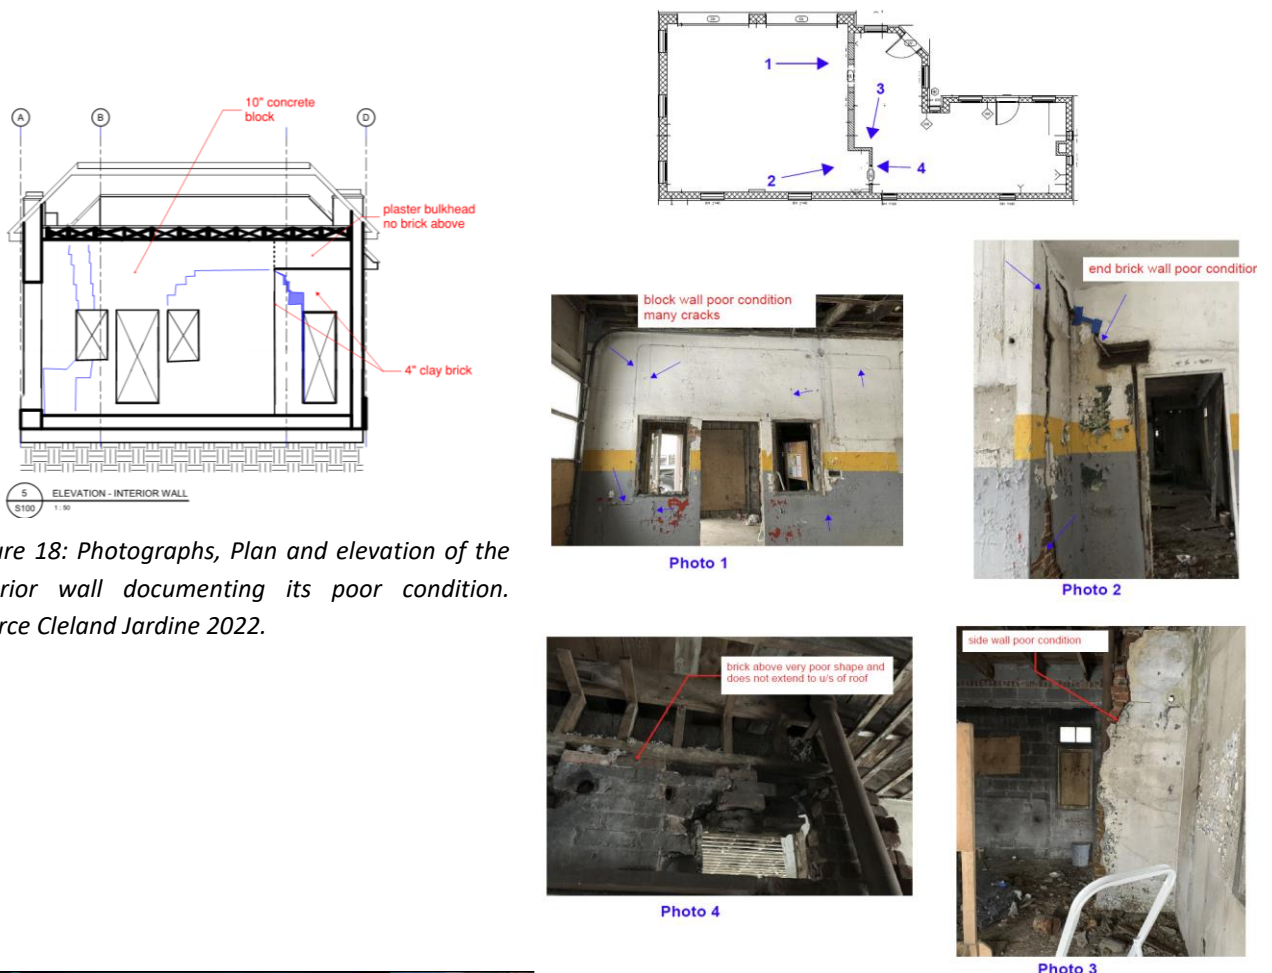 10" concrete
block
A
B
D
plaster bulkhead
no brick above
4" clay brick
5
S100
ELEVATION - INTERIOR WALL
1 : 50
ure 18: Photographs, Plan and elevation of the
rior wall documenting its poor condition.
rce Cleland Jardine 2022.
1
3
2
4
block wall poor condition
many cracks
Photo 1
end brick wall poor condition
Photo 2
brick above very poor shape and
does not extend to u/s of roof
Photo 4
side wall poor condition
Photo 3